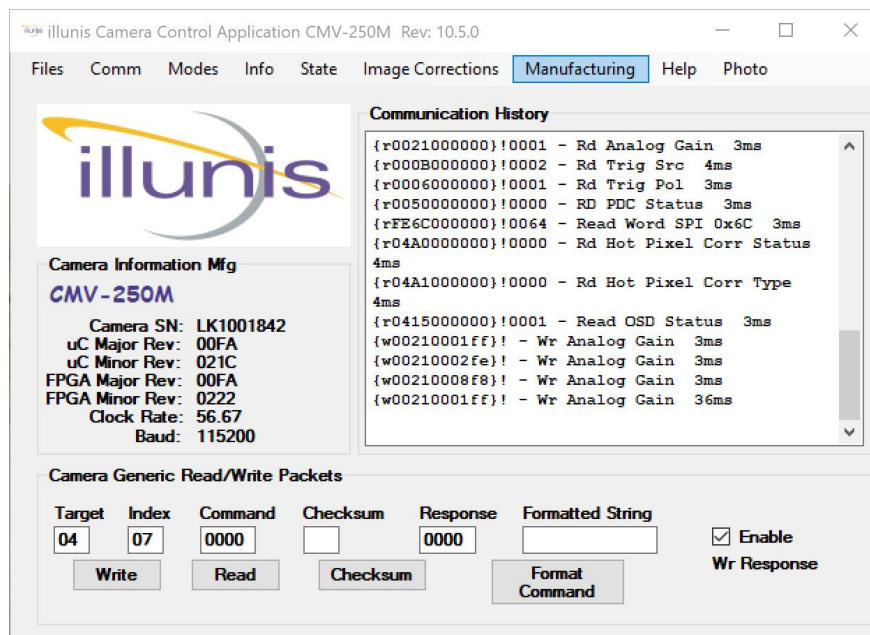 illunis Camera Control Application CMV-250M Rev: 10.5.0
Files Comm Modes Info State Image Corrections Manufacturing Help Photo
illunis
Communication History
{r0021000000}!0001 - Rd Analog Gain 3ms
{r000B000000}!0002 - Rd Trig Src 4ms
{r0006000000}!0001 - Rd Trig Pol 3ms
{r0050000000}!0000 - RD PDC Status 3ms
{rFE6C000000}!0064 - Read Word SPI 0x6C 3ms
{r04A0000000}!0000 - Rd Hot Pixel Corr Status
4ms
{r04A1000000}!0000 - Rd Hot Pixel Corr Type
4ms
{r0415000000}!0001 - Read OSD Status 3ms
{w00210001ff}! - Wr Analog Gain 3ms
{w00210002fe}! - Wr Analog Gain 3ms
{w00210008f8}! - Wr Analog Gain 3ms
{w00210001ff}! - Wr Analog Gain 36ms
Camera Information Mfg
CMV-250M
Camera SN: LK1001842
uC Major Rev: 00FA
uC Minor Rev: 021C
FPGA Major Rev: 00FA
FPGA Minor Rev: 0222
Clock Rate: 56.67
Baud: 115200
Camera Generic Read/Write Packets
Target Index Command Checksum Response Formatted String
04 07 0000 0000
Enable
Wr Response
Write Read Checksum Format
Command